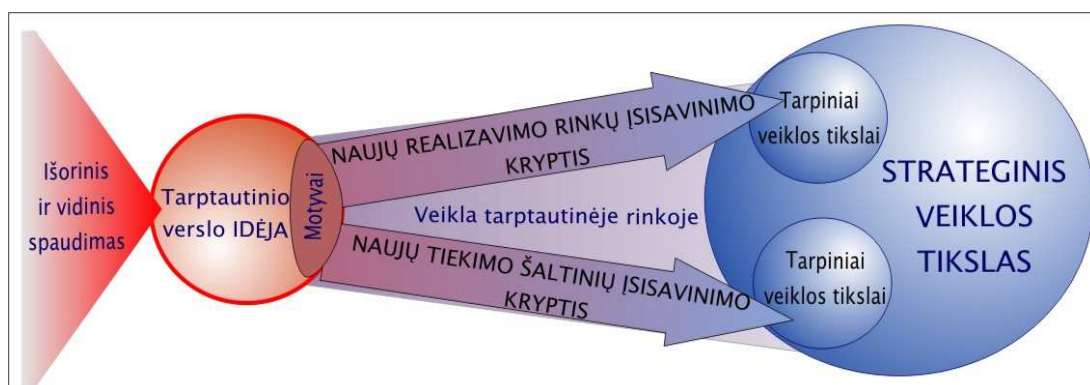 Išorinis
ir vidinis
spaudimas
Tarptautinio
verslo IDĖJA
Motyvai
NAUJŲ REALIZAVIMO RINKŲ ĮSISAVINIMO
KRYPTIS
Veikla tarptautinėje rinkoje
NAUJŲ TIEKIMO ŠALTINIŲ ĮSISAVINIMO
KRYPTIS
Tarpiniai
veiklos tikslai
Tarpiniai
veiklos tikslai
STRATEGINIS
VEIKLOS
TIKSLAS